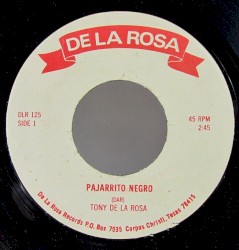 DE LA ROSA
DLR 125
SIDE 1
45 RPM
2:45
PAJARRITO NEGRO
(DAR)
TONY DE LA ROSA
De La Rosa Records P.O. Box 7035 Corpus Christi, Texas 78415